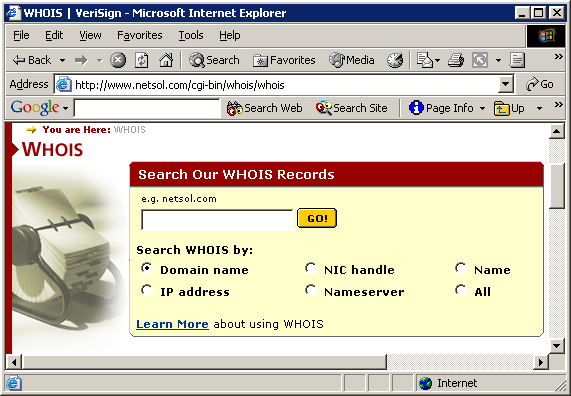 WHOIS | VeriSign - Microsoft Internet Explorer
File Edit View Favorites Tools Help
Back Search Favorites Media
Address http://www.netsol.com/cgi-bin/whois/whois Go
Google Search Web Search Site Page Info Up
You are Here: WHOIS
WHOIS
Search Our WHOIS Records
e.g. netsol.com
GO!
Search WHOIS by:
Domain name NIC handle Name
IP address Nameserver All
Learn More about using WHOIS
Internet